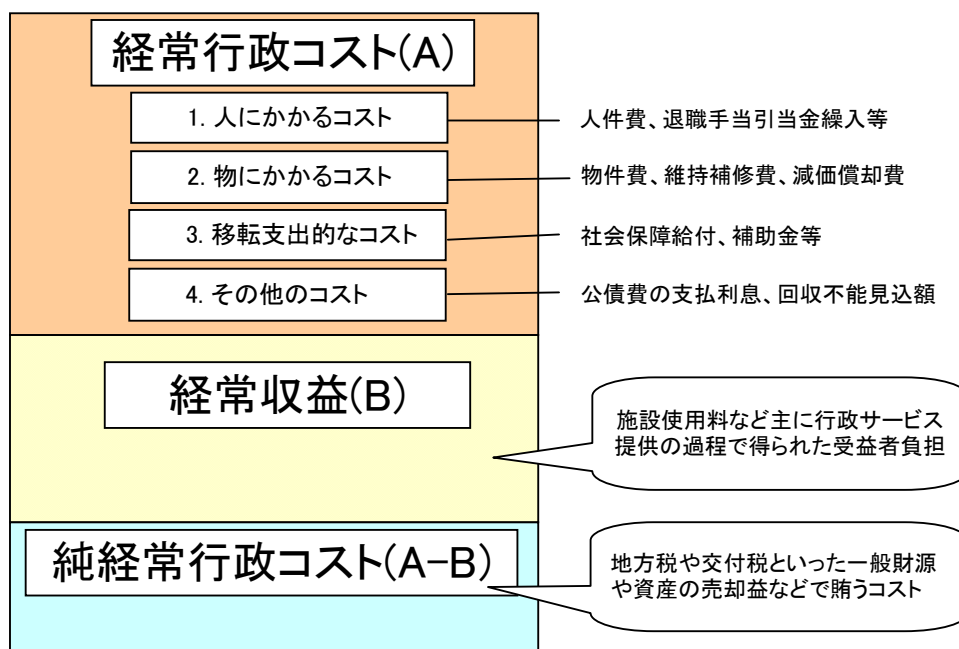 経常行政コスト(A)
1. 人にかかるコスト
人件費、退職手当引当金繰入等
2. 物にかかるコスト
物件費、維持補修費、減価償却費
3. 移転支出的なコスト
社会保障給付、補助金等
4. その他のコスト
公債費の支払利息、回収不能見込額
経常収益(B)
施設使用料など主に行政サービス
提供の過程で得られた受益者負担
純経常行政コスト(A-B)
地方税や交付税といった一般財源
や資産の売却益などで賄うコスト